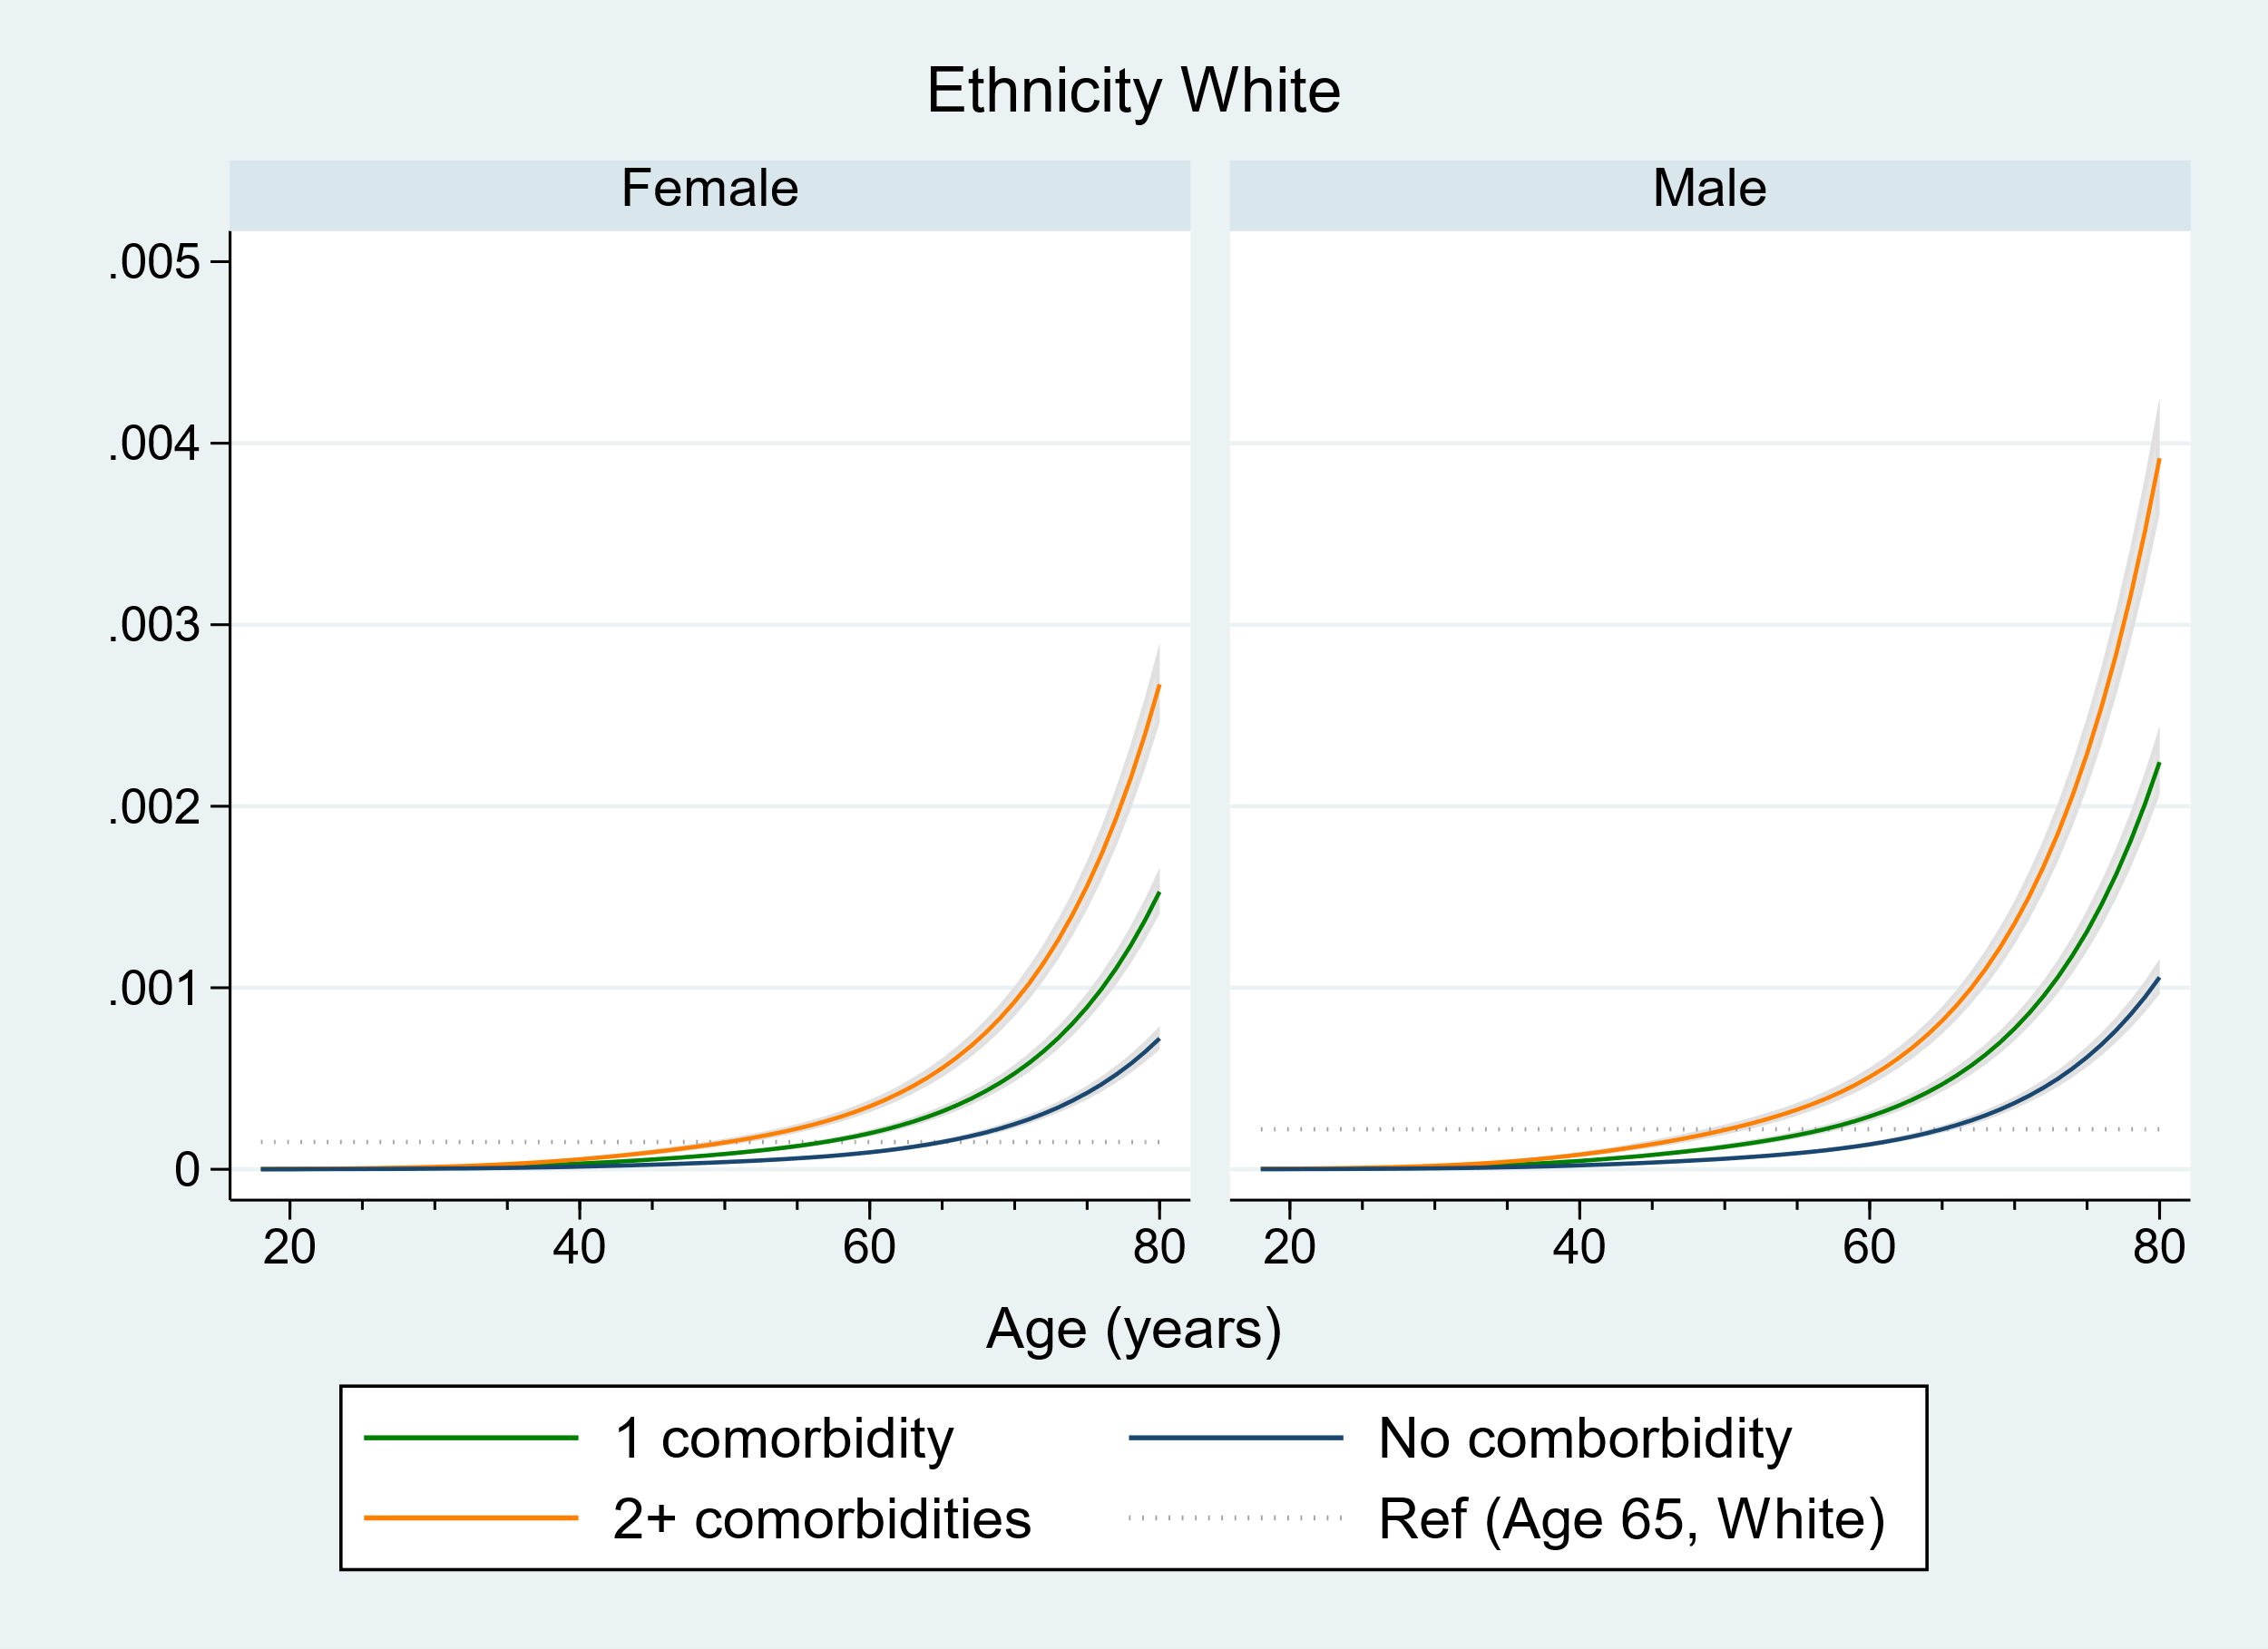 Ethnicity White
Female
Male
.005
.004
.003
.002
.001
0
20 40 60 80
20 40 60 80
Age (years)
1 comorbidity
No comborbidity
2+ comorbidities
Ref (Age 65, White)